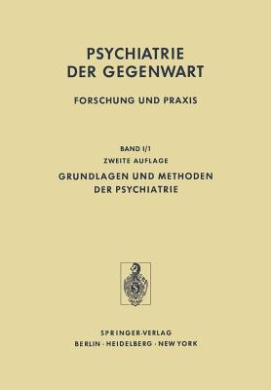 PSYCHIATRIE
DER GEGENWART
FORSCHUNG UND PRAXIS
BAND I/1
ZWEITE AUFLAGE
GRUNDLAGEN UND METHODEN
DER PSYCHIATRIE
SPRINGER-VERLAG
BERLIN · HEIDELBERG · NEW YORK